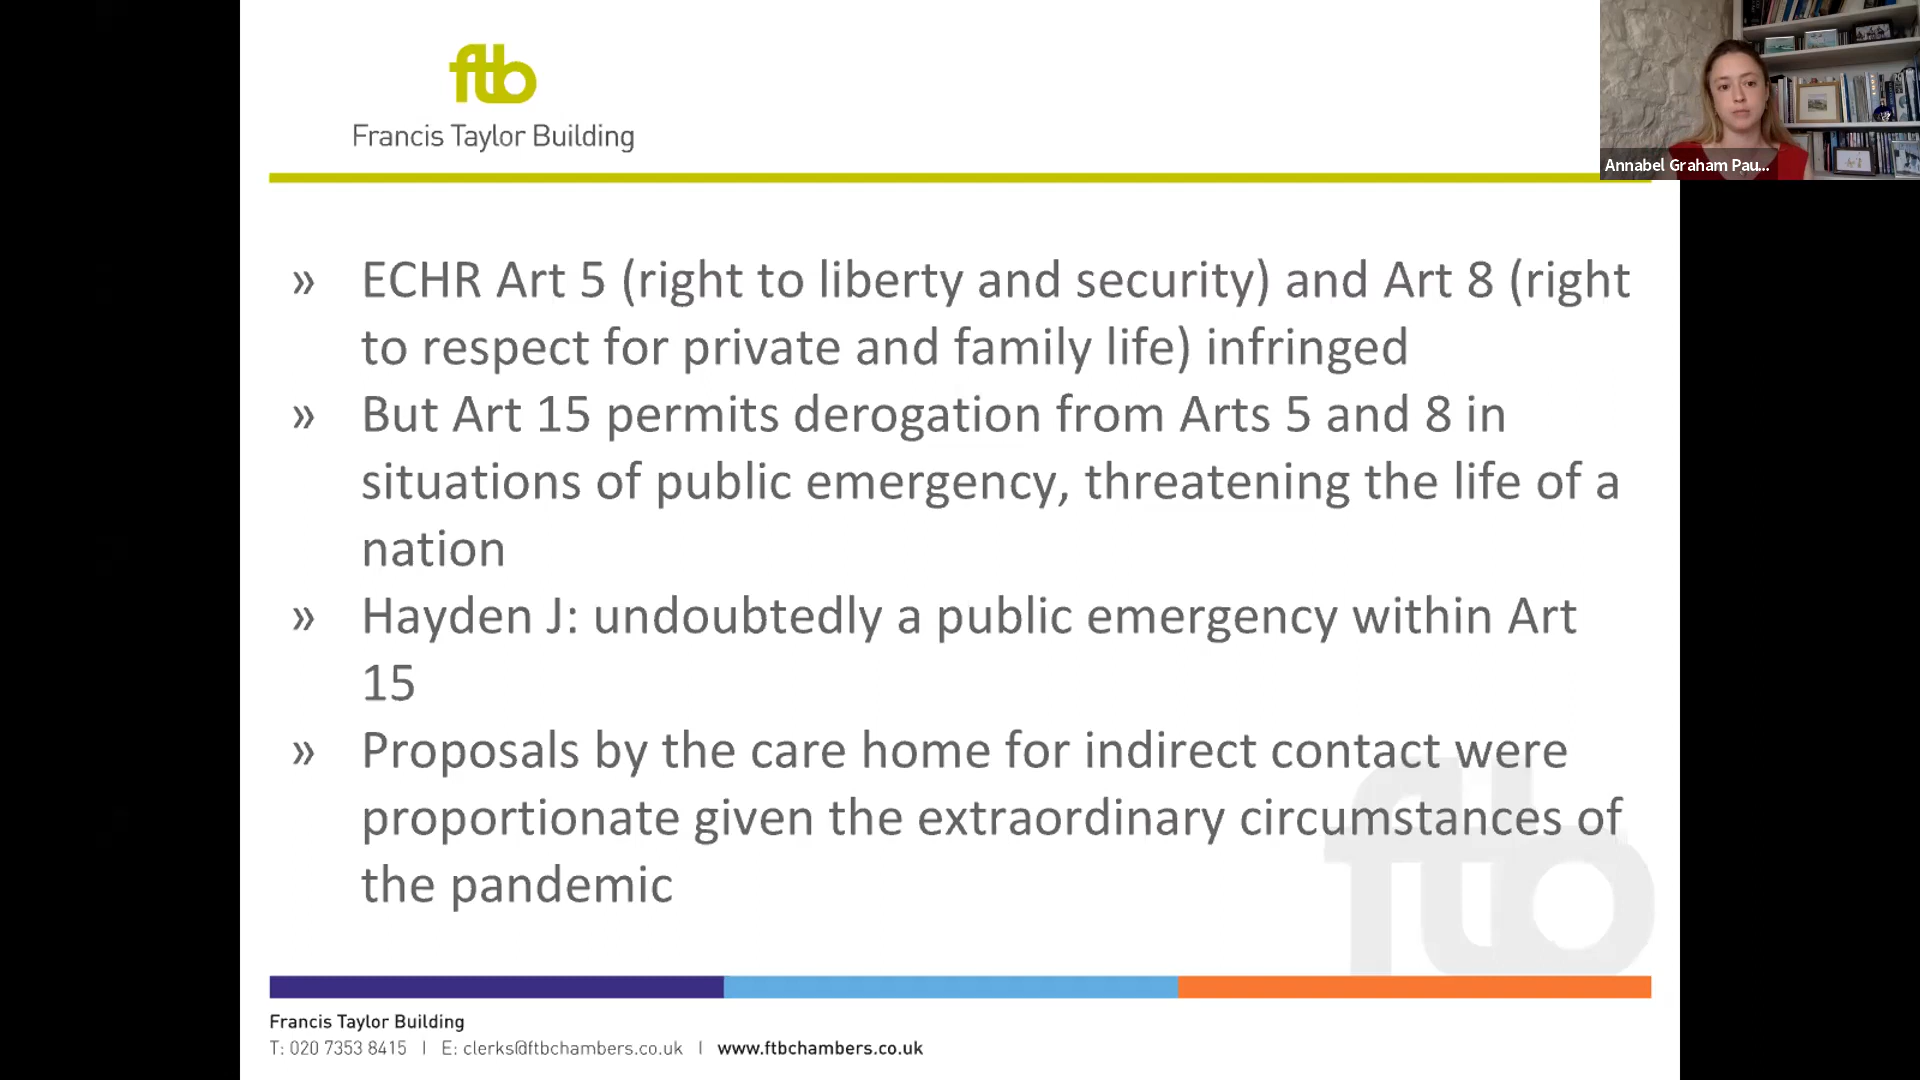 ftb
Francis Taylor Building
Annabel Graham Pau...
» ECHR Art 5 (right to liberty and security) and Art 8 (right
to respect for private and family life) infringed
» But Art 15 permits derogation from Arts 5 and 8 in
situations of public emergency, threatening the life of a
nation
» Hayden J: undoubtedly a public emergency within Art
15
» Proposals by the care home for indirect contact were
proportionate given the extraordinary circumstances of
the pandemic
ftb
Francis Taylor Building
T: 020 7353 8415 | E: clerks@ftbchambers.co.uk | www.ftbchambers.co.uk